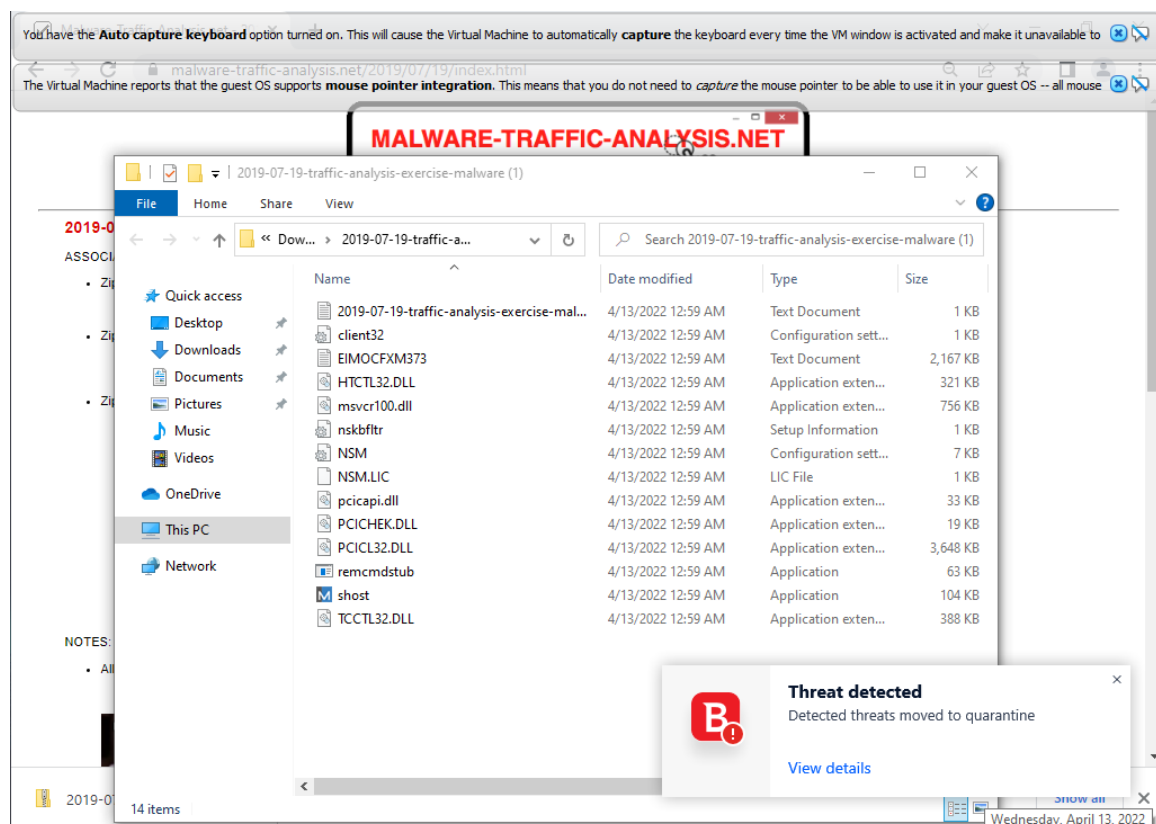 You have the Auto capture keyboard option turned on. This will cause the Virtual Machine to automatically capture the keyboard every time the VM window is activated and make it unavailable to
malware-traffic-analysis.net/2019/07/19/index.html
The Virtual Machine reports that the guest OS supports mouse pointer integration. This means that you do not need to capture the mouse pointer to be able to use it in your guest OS -- all mouse
MALWARE-TRAFFIC-ANALYSIS.NET
2019-07-19-traffic-analysis-exercise-malware (1)
File Home Share View
2019-0
« Dow... › 2019-07-19-traffic-a... Search 2019-07-19-traffic-analysis-exercise-malware (1)
ASSOCI
Name Date modified Type Size
Zip
Quick access
2019-07-19-traffic-analysis-exercise-mal... 4/13/2022 12:59 AM Text Document 1 KB
Desktop
client32 4/13/2022 12:59 AM Configuration sett... 1 KB
Zip
Downloads
EIMOCFXM373 4/13/2022 12:59 AM Text Document 2,167 KB
Documents
HTCTL32.DLL 4/13/2022 12:59 AM Application exten... 321 KB
Zip
Pictures
msvcr100.dll 4/13/2022 12:59 AM Application exten... 756 KB
Music
nskbfltr 4/13/2022 12:59 AM Setup Information 1 KB
Videos
NSM 4/13/2022 12:59 AM Configuration sett... 7 KB
NSM.LIC 4/13/2022 12:59 AM LIC File 1 KB
OneDrive
pcicapi.dll 4/13/2022 12:59 AM Application exten... 33 KB
This PC
PCICHEK.DLL 4/13/2022 12:59 AM Application exten... 19 KB
PCICL32.DLL 4/13/2022 12:59 AM Application exten... 3,648 KB
Network
remcmdstub 4/13/2022 12:59 AM Application 63 KB
shost 4/13/2022 12:59 AM Application 104 KB
TCCTL32.DLL 4/13/2022 12:59 AM Application exten... 388 KB
NOTES:
All
B
Threat detected
Detected threats moved to quarantine
View details
2019-0
14 items
Show all
Wednesday, April 13, 2022